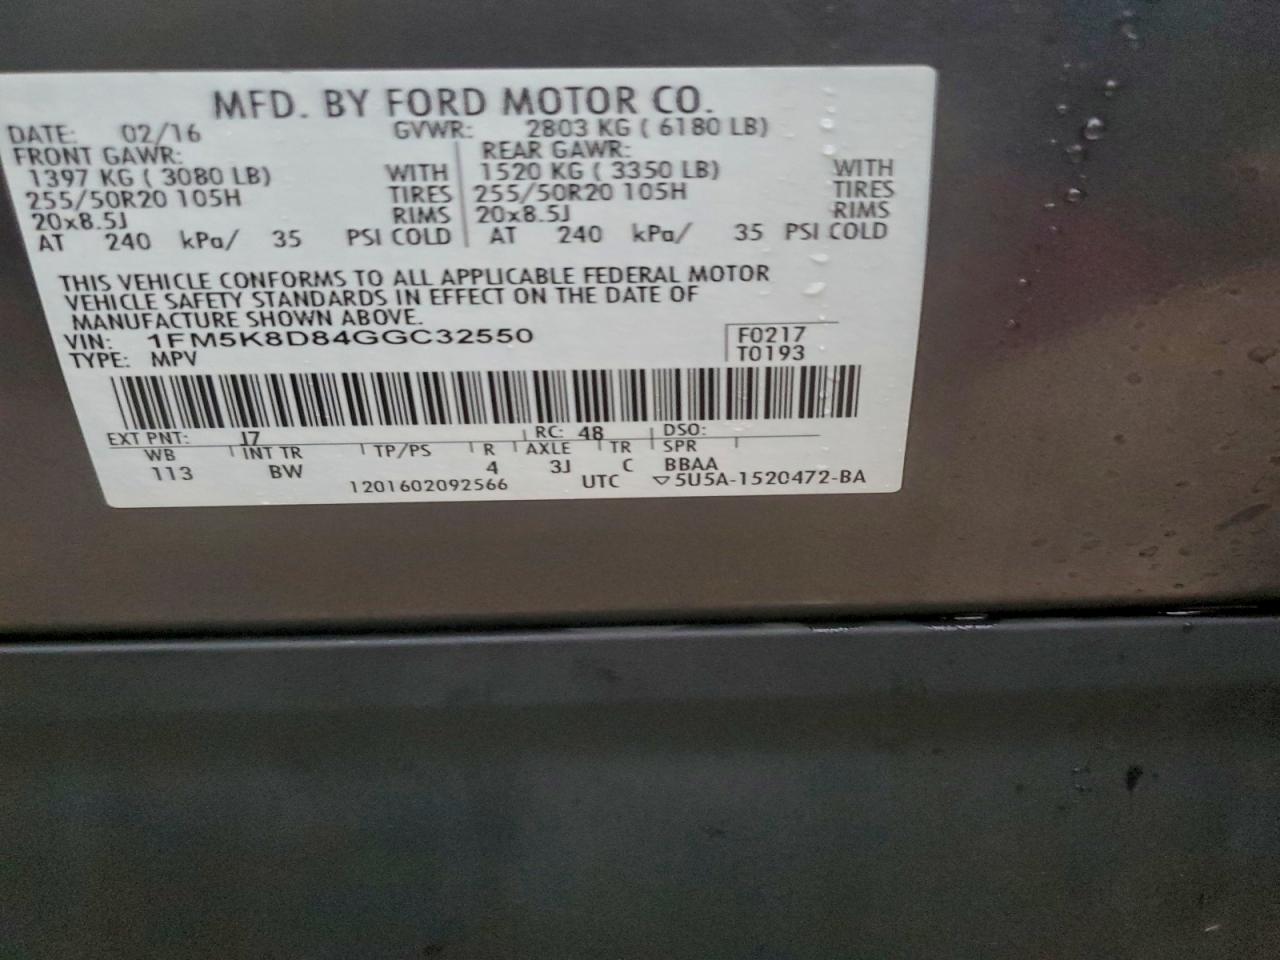 MFD. BY FORD MOTOR CO.
DATE: 02/16 GVWR: 2803 KG ( 6180 LB)
FRONT GAWR: REAR GAWR:
1397 KG ( 3080 LB) WITH 1520 KG ( 3350 LB) WITH
255/50R20 105H TIRES 255/50R20 105H TIRES
20x8.5J RIMS 20x8.5J RIMS
AT 240 kPa/ 35 PSI COLD AT 240 kPa/ 35 PSI COLD
THIS VEHICLE CONFORMS TO ALL APPLICABLE FEDERAL MOTOR
VEHICLE SAFETY STANDARDS IN EFFECT ON THE DATE OF
MANUFACTURE SHOWN ABOVE.
VIN: 1FM5K8D84GGC32550 F0217
TYPE: MPV T0193
EXT PNT: J7 RC: 48 DSO:
WB INT TR TP/PS R AXLE TR SPR
113 BW 4 3J C BBAA
1201602092566 UTC ▽5U5A-1520472-BA